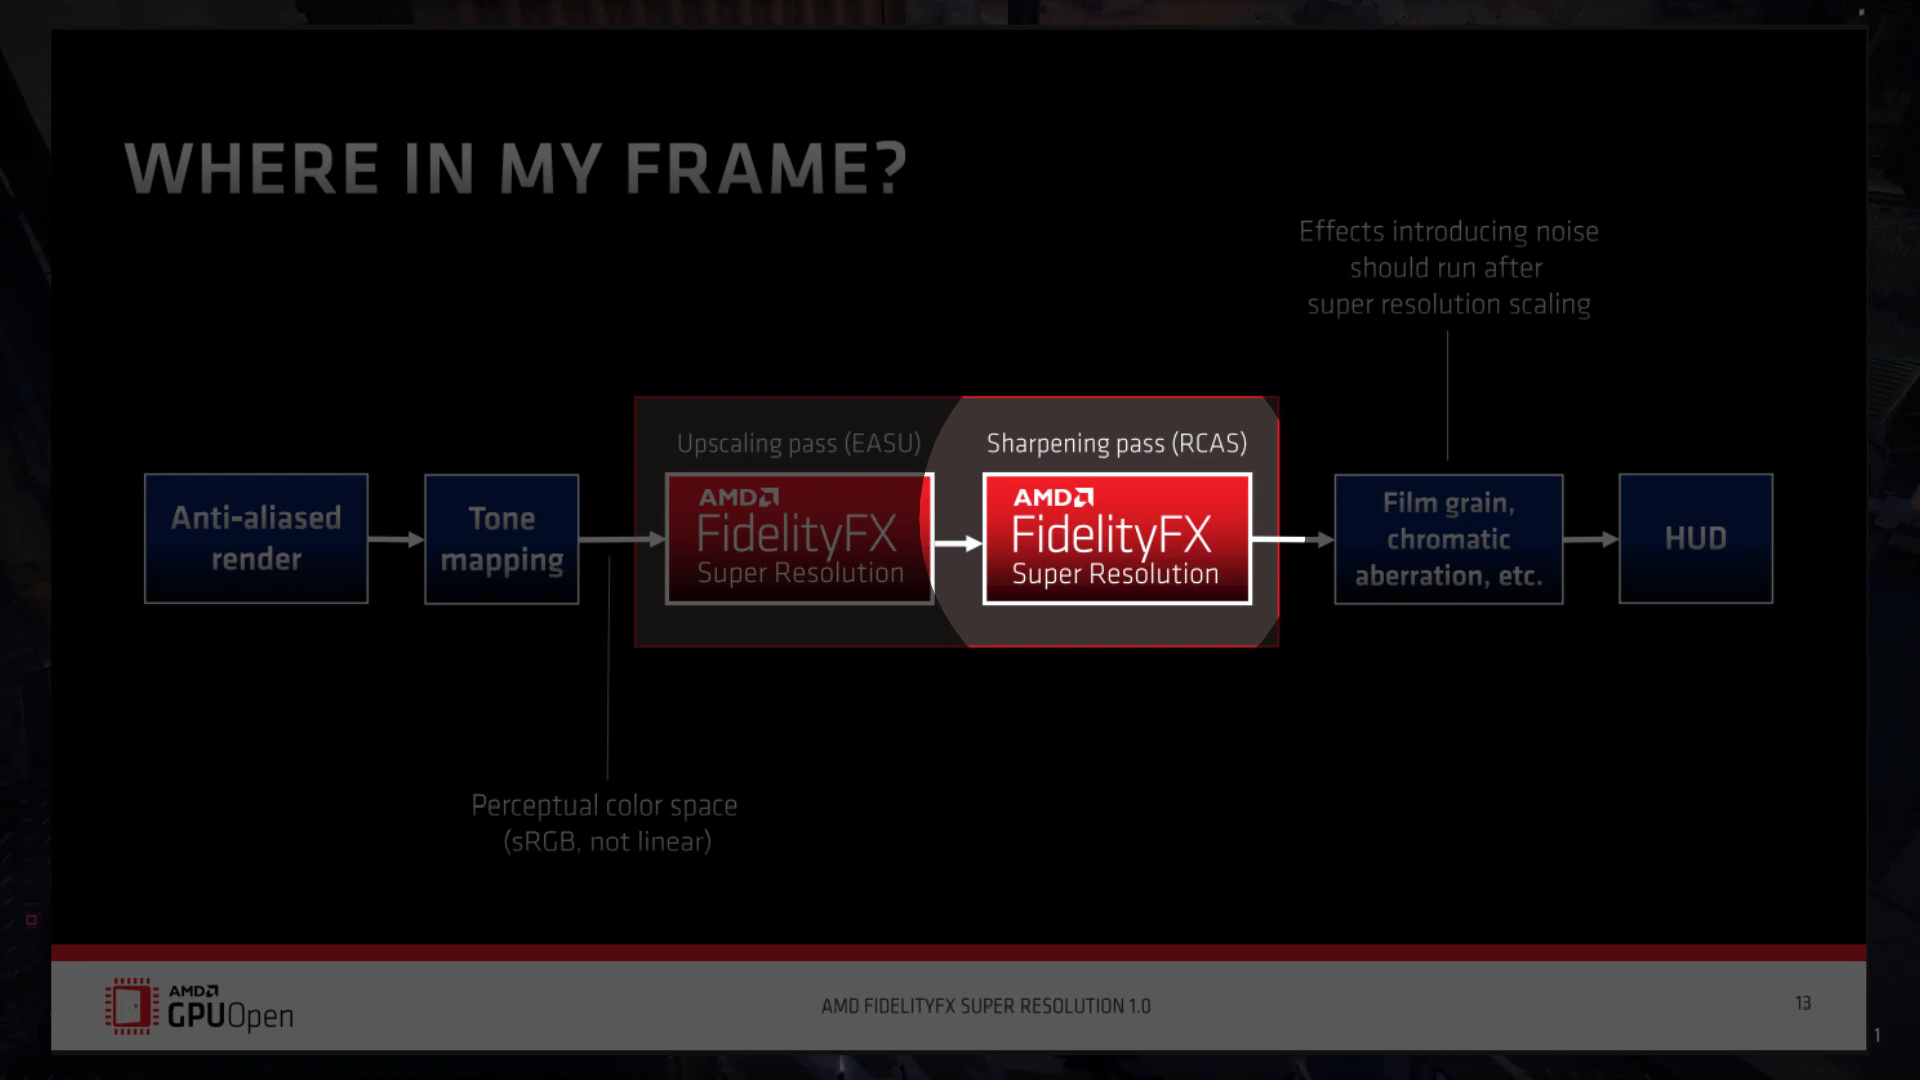 WHERE IN MY FRAME?
Effects introducing noise
should run after
super resolution scaling
Upscaling pass (EASU)
Sharpening pass (RCAS)
Anti-aliased
render
Tone
mapping
AMD
FidelityFX
Super Resolution
AMD
FidelityFX
Super Resolution
Film grain,
chromatic
aberration, etc.
HUD
Perceptual color space
(sRGB, not linear)
AMD
GPUOpen
AMD FIDELITYFX SUPER RESOLUTION 1.0
13
1